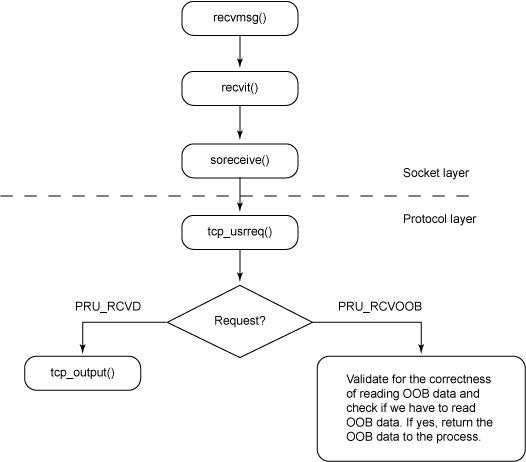 recvmsg()
recvit()
soreceive()
Socket layer
Protocol layer
tcp_usrreq()
PRU_RCVD
Request?
PRU_RCVOOB
tcp_output()
Validate for the correctness
of reading OOB data and
check if we have to read
OOB data. If yes, return the
OOB data to the process.